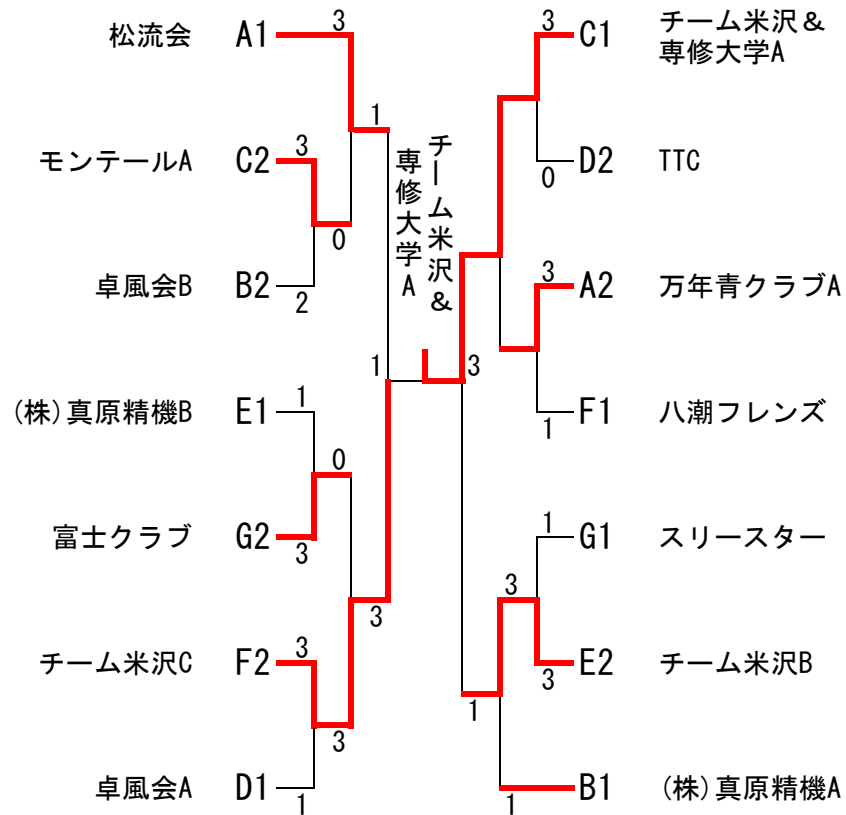 松流会 A1 3
モンテールA C2 3
卓風会B B2 2
0
1
(株)真原精機B E1 1
富士クラブ G2 3
0
チーム米沢C F2 3
卓風会A D1 1
3
3
1
チーム米沢&
専修大学A
3
3 C1 チーム米沢&
専修大学A
0 D2 TTC
3 A2 万年青クラブA
1 F1 八潮フレンズ
1 G1 スリースター
3
3 E2 チーム米沢B
1
1 B1 (株)真原精機A